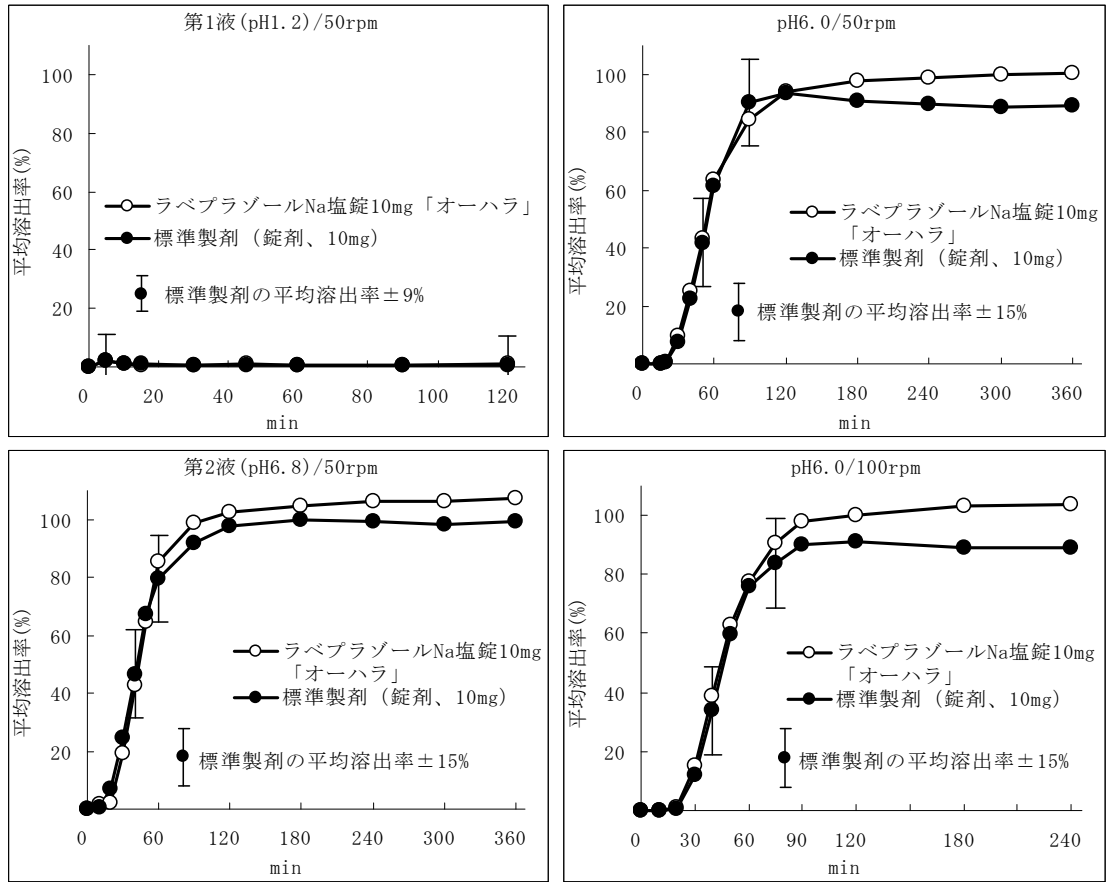 第1液(pH1.2)/50rpm
平均溶出率(%)
100
80
60
40
20
ラベプラゾールNa塩錠10mg「オーハラ」
標準製剤(錠剤、10mg)
標準製剤の平均溶出率±9%
0 20 40 60 80 100 120
min
pH6.0/50rpm
平均溶出率(%)
100
80
60
40
20
ラベプラゾールNa塩錠10mg
「オーハラ」
標準製剤(錠剤、10mg)
標準製剤の平均溶出率±15%
0 60 120 180 240 300 360
min
第2液(pH6.8)/50rpm
平均溶出率(%)
100
80
60
40
20
ラベプラゾールNa塩錠10mg
「オーハラ」
標準製剤(錠剤、10mg)
標準製剤の平均溶出率±15%
0 60 120 180 240 300 360
min
pH6.0/100rpm
平均溶出率(%)
100
80
60
40
20
ラベプラゾールNa塩錠10mg
「オーハラ」
標準製剤(錠剤、10mg)
標準製剤の平均溶出率±15%
0 30 60 90 120 180 240
min